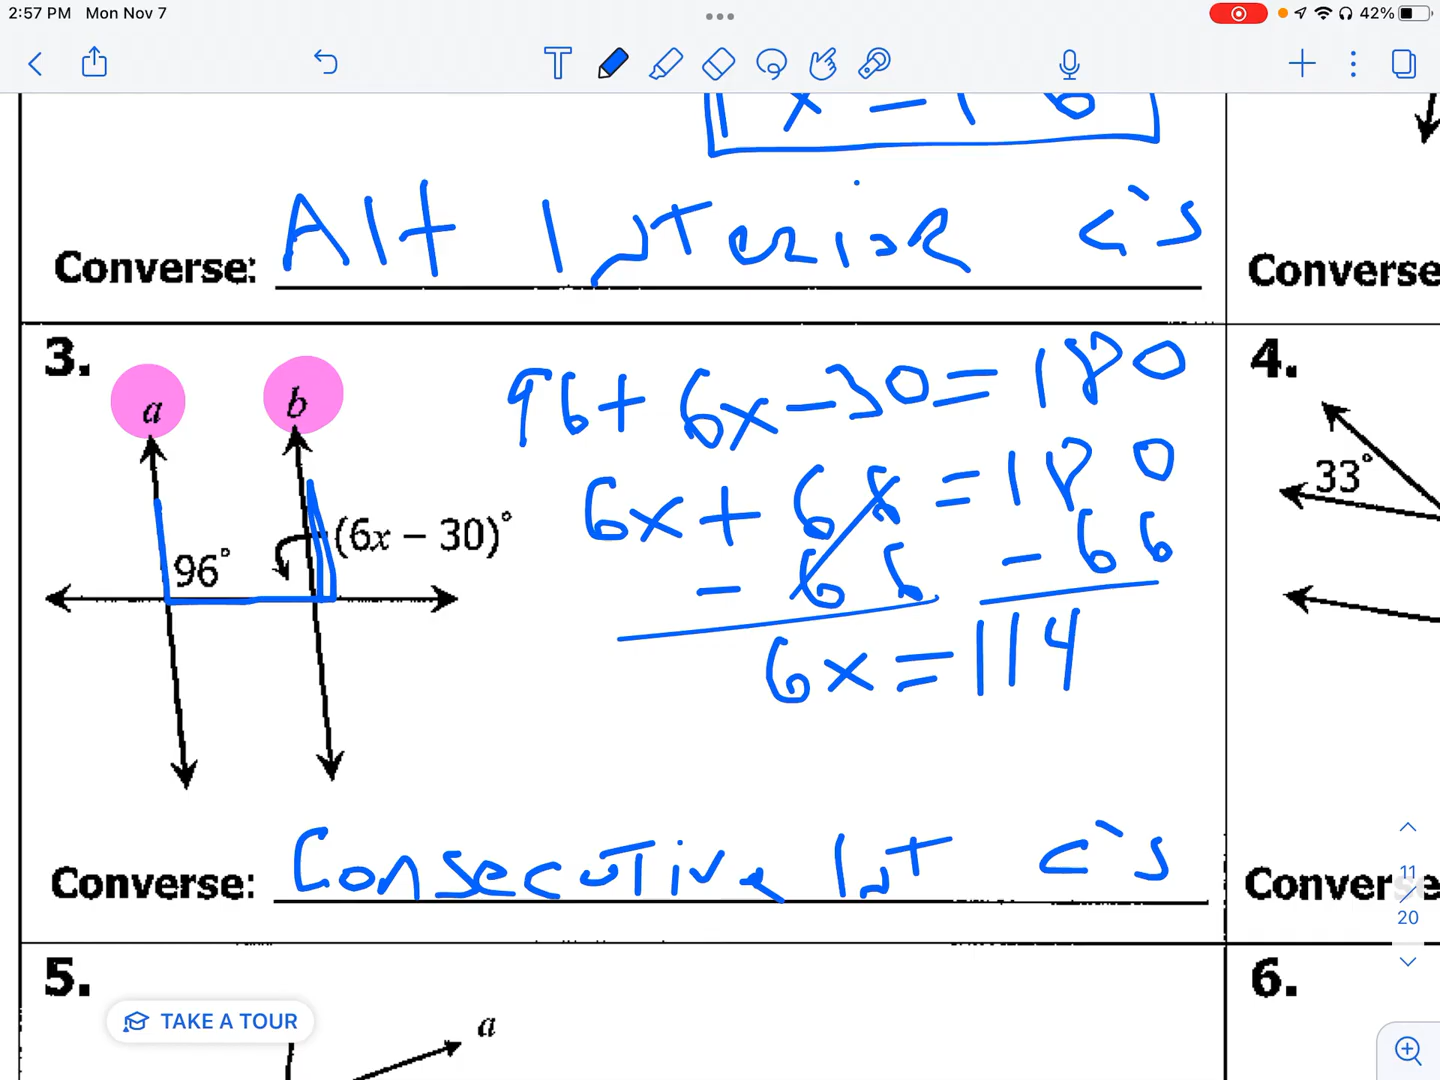 2:57 PM Mon Nov 7
42%
Alt Interior <'s
Converse:
Converse
3.
a
b
96°
(6x − 30)°
96 + 6x − 30 = 180
6x + 66 = 180
− 66 − 66
6x = 114
Converse: Consecutive Int <'s
4.
33°
Converse
11
20
5.
a
TAKE A TOUR
6.